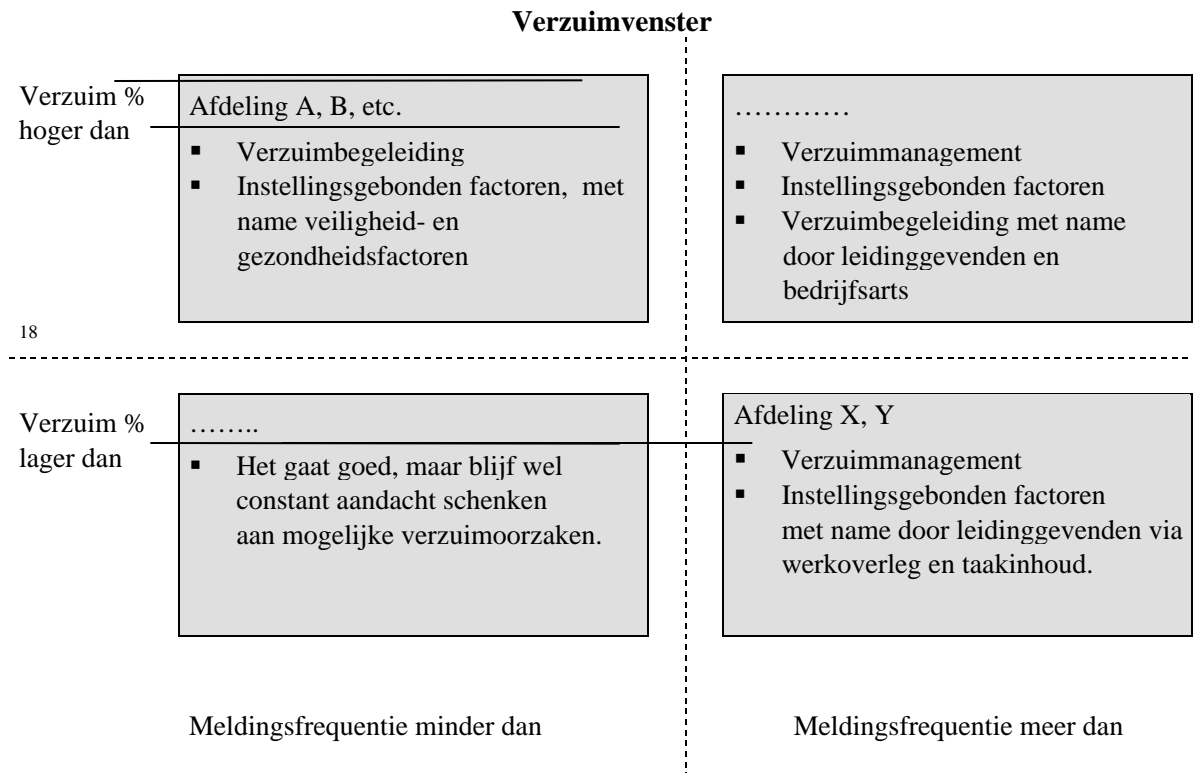 Verzuimvenster
Verzuim %
hoger dan
Afdeling A, B, etc.
▪ Verzuimbegeleiding
▪ Instellingsgebonden factoren, met
name veiligheid- en
gezondheidsfactoren
…………
▪ Verzuimmanagement
▪ Instellingsgebonden factoren
▪ Verzuimbegeleiding met name
door leidinggevenden en
bedrijfsarts
18
Verzuim %
lager dan
……..
▪ Het gaat goed, maar blijf wel
constant aandacht schenken
aan mogelijke verzuimoorzaken.
Afdeling X, Y
▪ Verzuimmanagement
▪ Instellingsgebonden factoren
met name door leidinggevenden via
werkoverleg en taakinhoud.
Meldingsfrequentie minder dan
Meldingsfrequentie meer dan